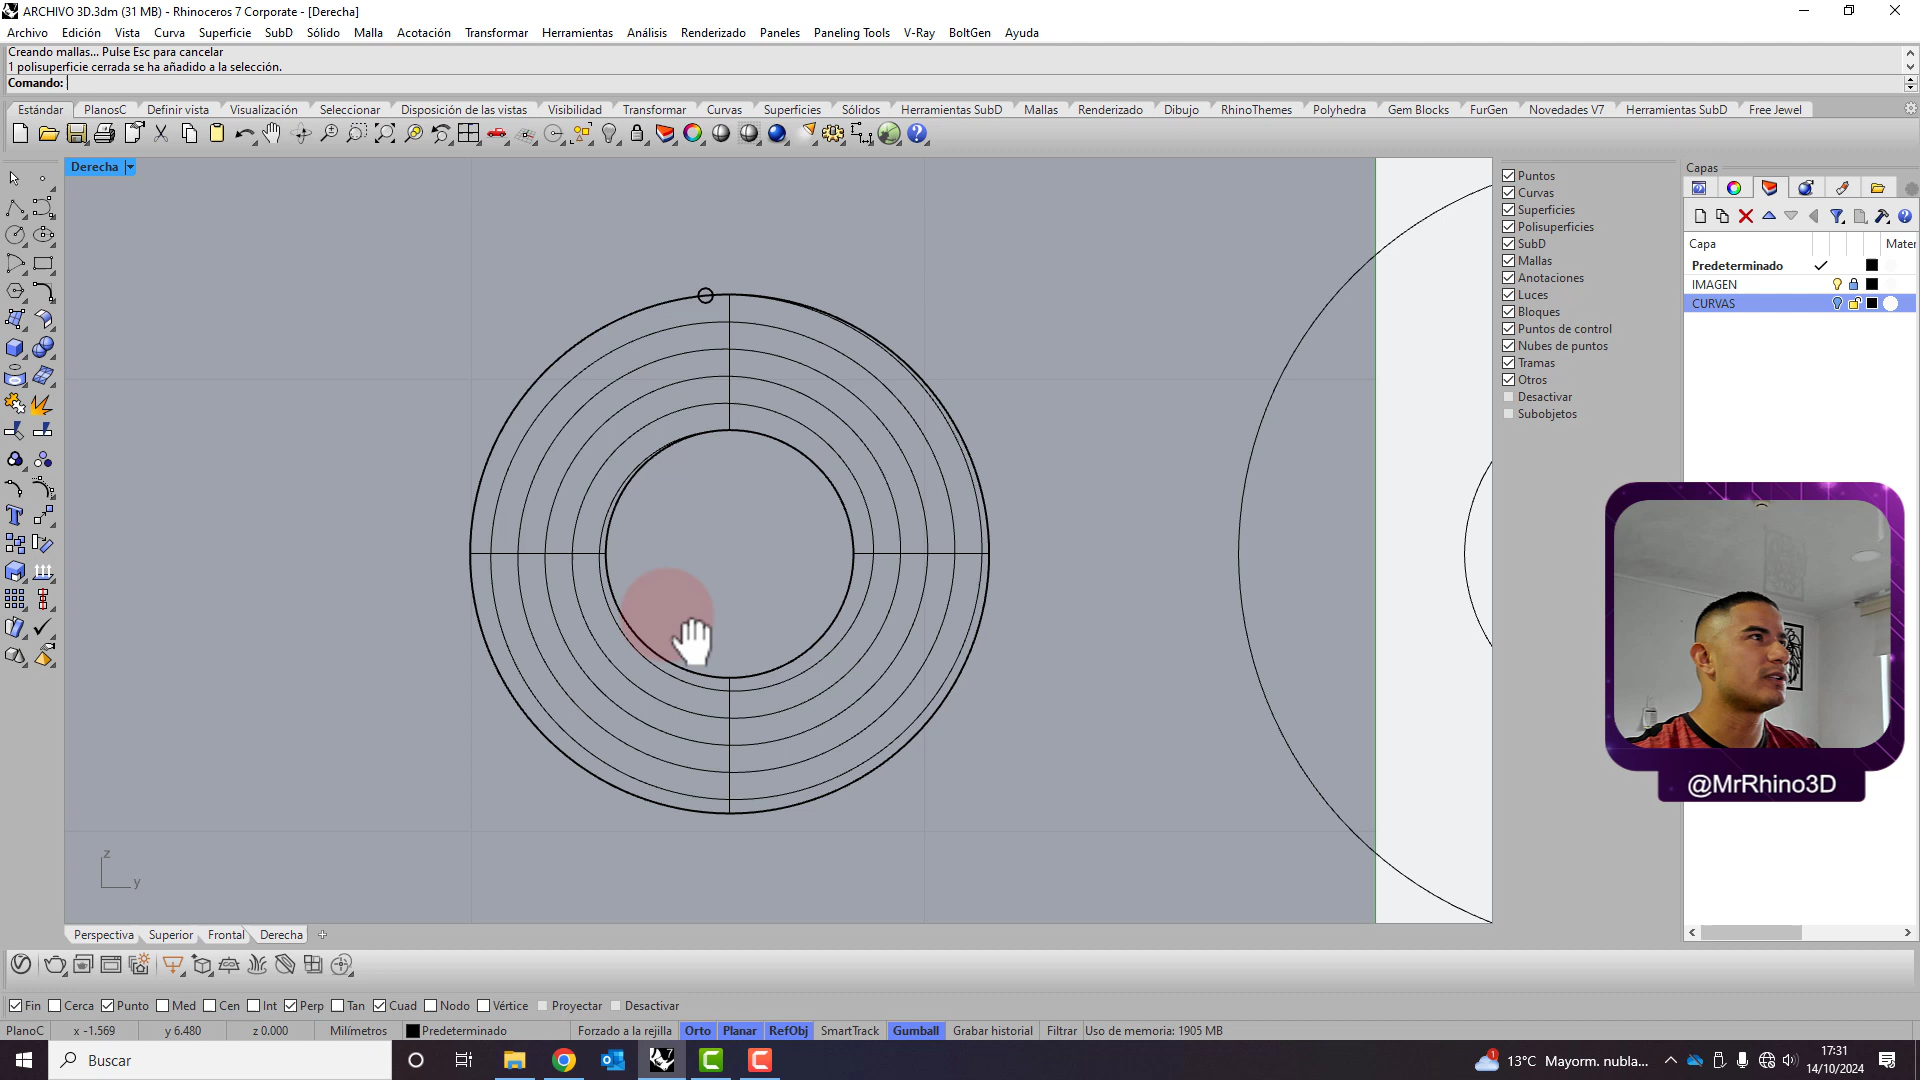 ARCHIVO 3D.3dm (31 MB) - Rhinoceros 7 Corporate - [Derecha]
Archivo Edición Vista Curva Superficie SubD Sólido Malla Acotación Transformar Herramientas Análisis Renderizado Paneles Paneling Tools V-Ray BoltGen Ayuda
Creando mallas... Pulse Esc para cancelar
1 polisuperficie cerrada se ha añadido a la selección.
Comando:
Estándar PlanosC Definir vista Visualización Seleccionar Disposición de las vistas Visibilidad Transformar Curvas Superficies Sólidos Herramientas SubD Mallas Renderizado Dibujo RhinoThemes Polyhedra Gem Blocks FurGen Novedades V7 Herramientas SubD Free Jewel
Derecha
Puntos
Curvas
Superficies
Polisuperficies
SubD
Mallas
Anotaciones
Luces
Bloques
Puntos de control
Nubes de puntos
Tramas
Otros
Desactivar
Subobjetos
Capas
Capa Mater
Predeterminado
IMAGEN
CURVAS
@MrRhino3D
z
y
Perspectiva Superior Frontal Derecha
Fin Cerca Punto Med Cen Int Perp Tan Cuad Nodo Vértice Proyectar Desactivar
PlanoC x -1.569 y 6.480 z 0.000 Milímetros Predeterminado Forzado a la rejilla Orto Planar RefObj SmartTrack Gumball Grabar historial Filtrar Uso de memoria: 1905 MB
Buscar
7
1
13°C Mayorm. nubla...
17:31
14/10/2024